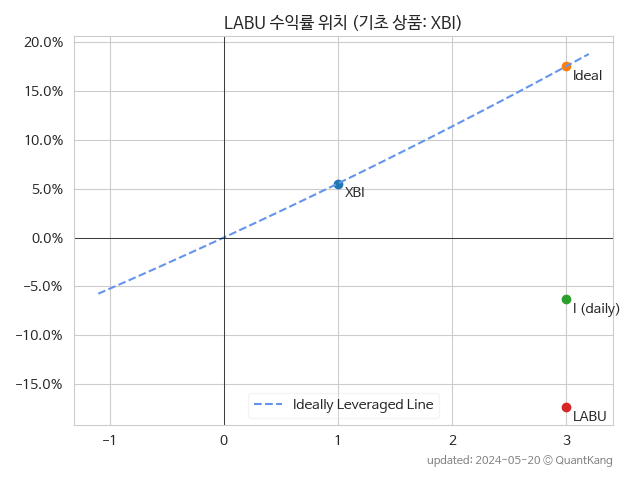 LABU 수익률 위치 (기초 상품: XBI)
20.0%
15.0%
10.0%
5.0%
0.0%
−5.0%
−10.0%
−15.0%
Ideal
XBI
I (daily)
LABU
Ideally Leveraged Line
−1 0 1 2 3
updated: 2024-05-20 © QuantKang